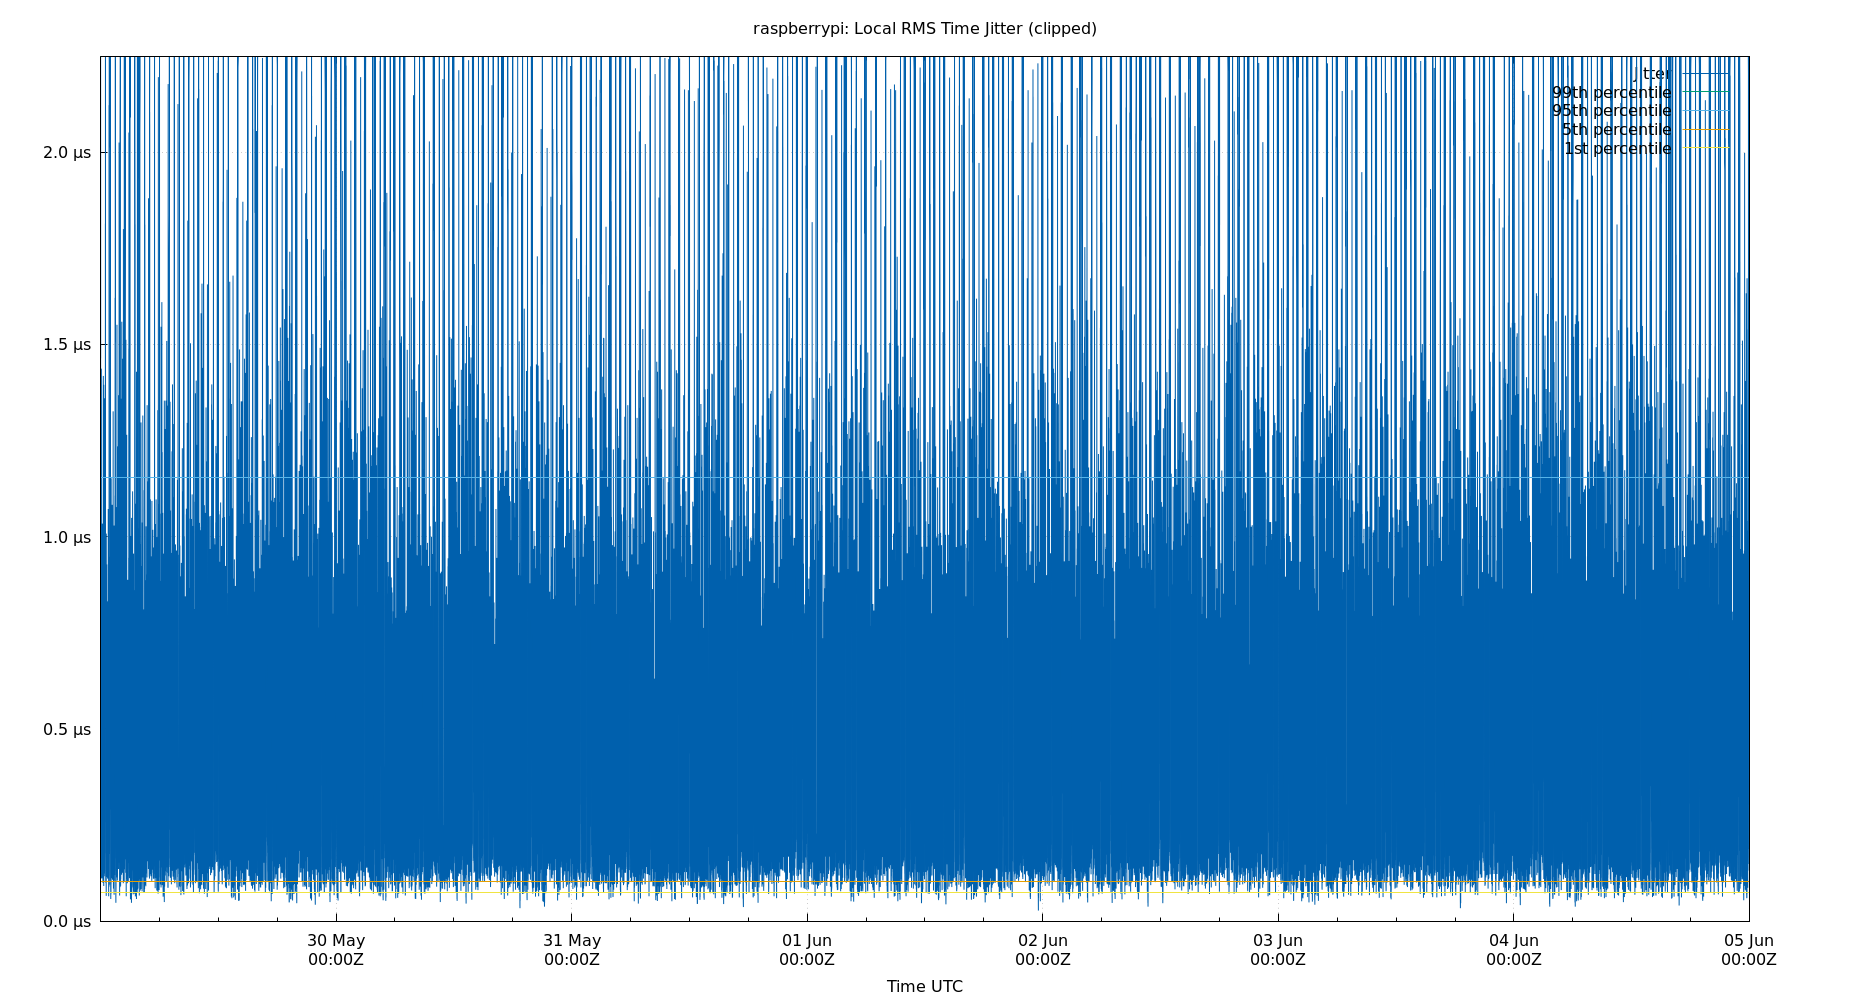 raspberrypi: Local RMS Time Jitter (clipped)
jitter
99th percentile
95th percentile
5th percentile
1st percentile
2.0 µs
1.5 µs
1.0 µs
0.5 µs
0.0 µs
30 May
00:00Z
31 May
00:00Z
01 Jun
00:00Z
02 Jun
00:00Z
03 Jun
00:00Z
04 Jun
00:00Z
05 Jun
00:00Z
Time UTC